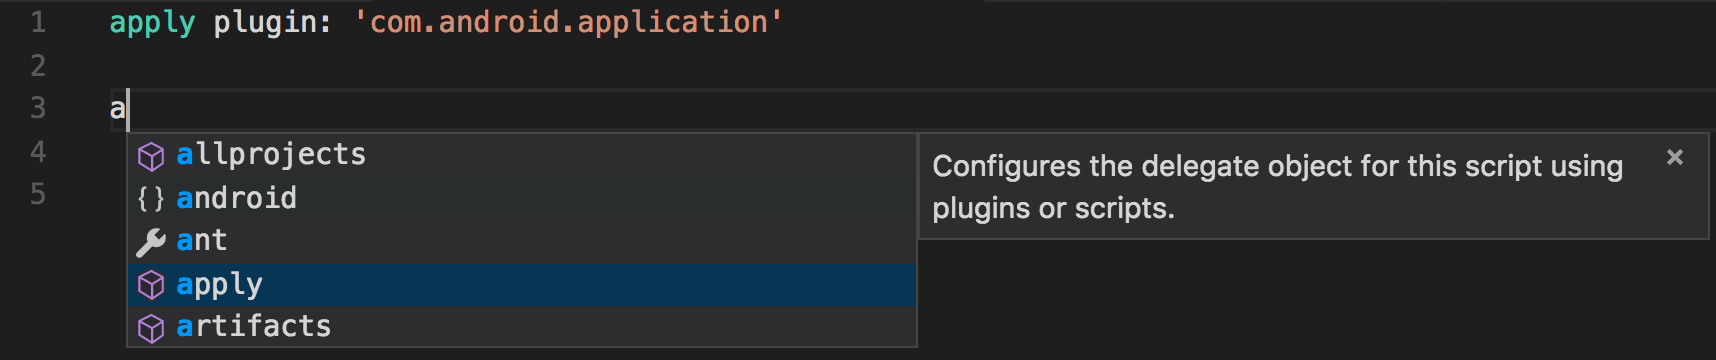 1 apply plugin: 'com.android.application'
2
3 a
4
5
allprojects
{} android
ant
apply
artifacts
Configures the delegate object for this script using
plugins or scripts.
×